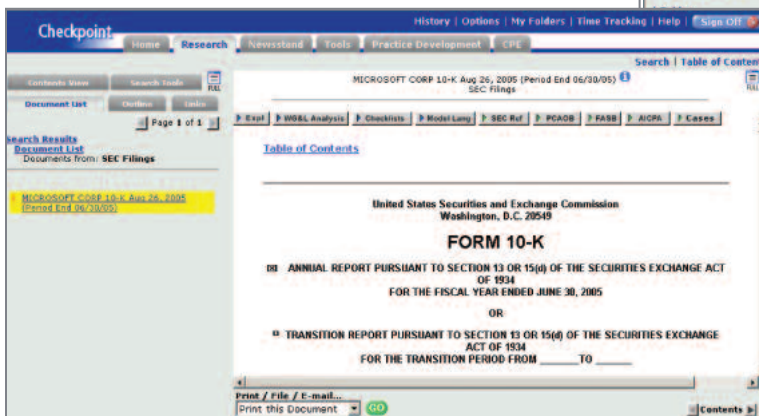 Checkpoint
History | Options | My Folders | Time Tracking | Help | Sign Off
Home Research Newsstand Tools Practice Development CPE
Search | Table of Content
Contents View Search Tools
FULL
Document List Outline Links
Page 1 of 1
Search Results
Document List
Documents from: SEC Filings
MICROSOFT CORP 10-K Aug 26, 2005
(Period End 06/30/05)
MICROSOFT CORP 10-K Aug 26, 2005 (Period End 06/30/05)
SEC Filings
Expl WG&L Analysis Checklists Model Lang SEC Ref PCAOB FASB AICPA Cases
Table of Contents
United States Securities and Exchange Commission
Washington, D.C. 20549
FORM 10-K
ANNUAL REPORT PURSUANT TO SECTION 13 OR 15(d) OF THE SECURITIES EXCHANGE ACT
OF 1934
FOR THE FISCAL YEAR ENDED JUNE 30, 2005
OR
TRANSITION REPORT PURSUANT TO SECTION 13 OR 15(d) OF THE SECURITIES EXCHANGE
ACT OF 1934
FOR THE TRANSITION PERIOD FROM ______TO ______
Print / File / E-mail...
Print this Document GO
Contents